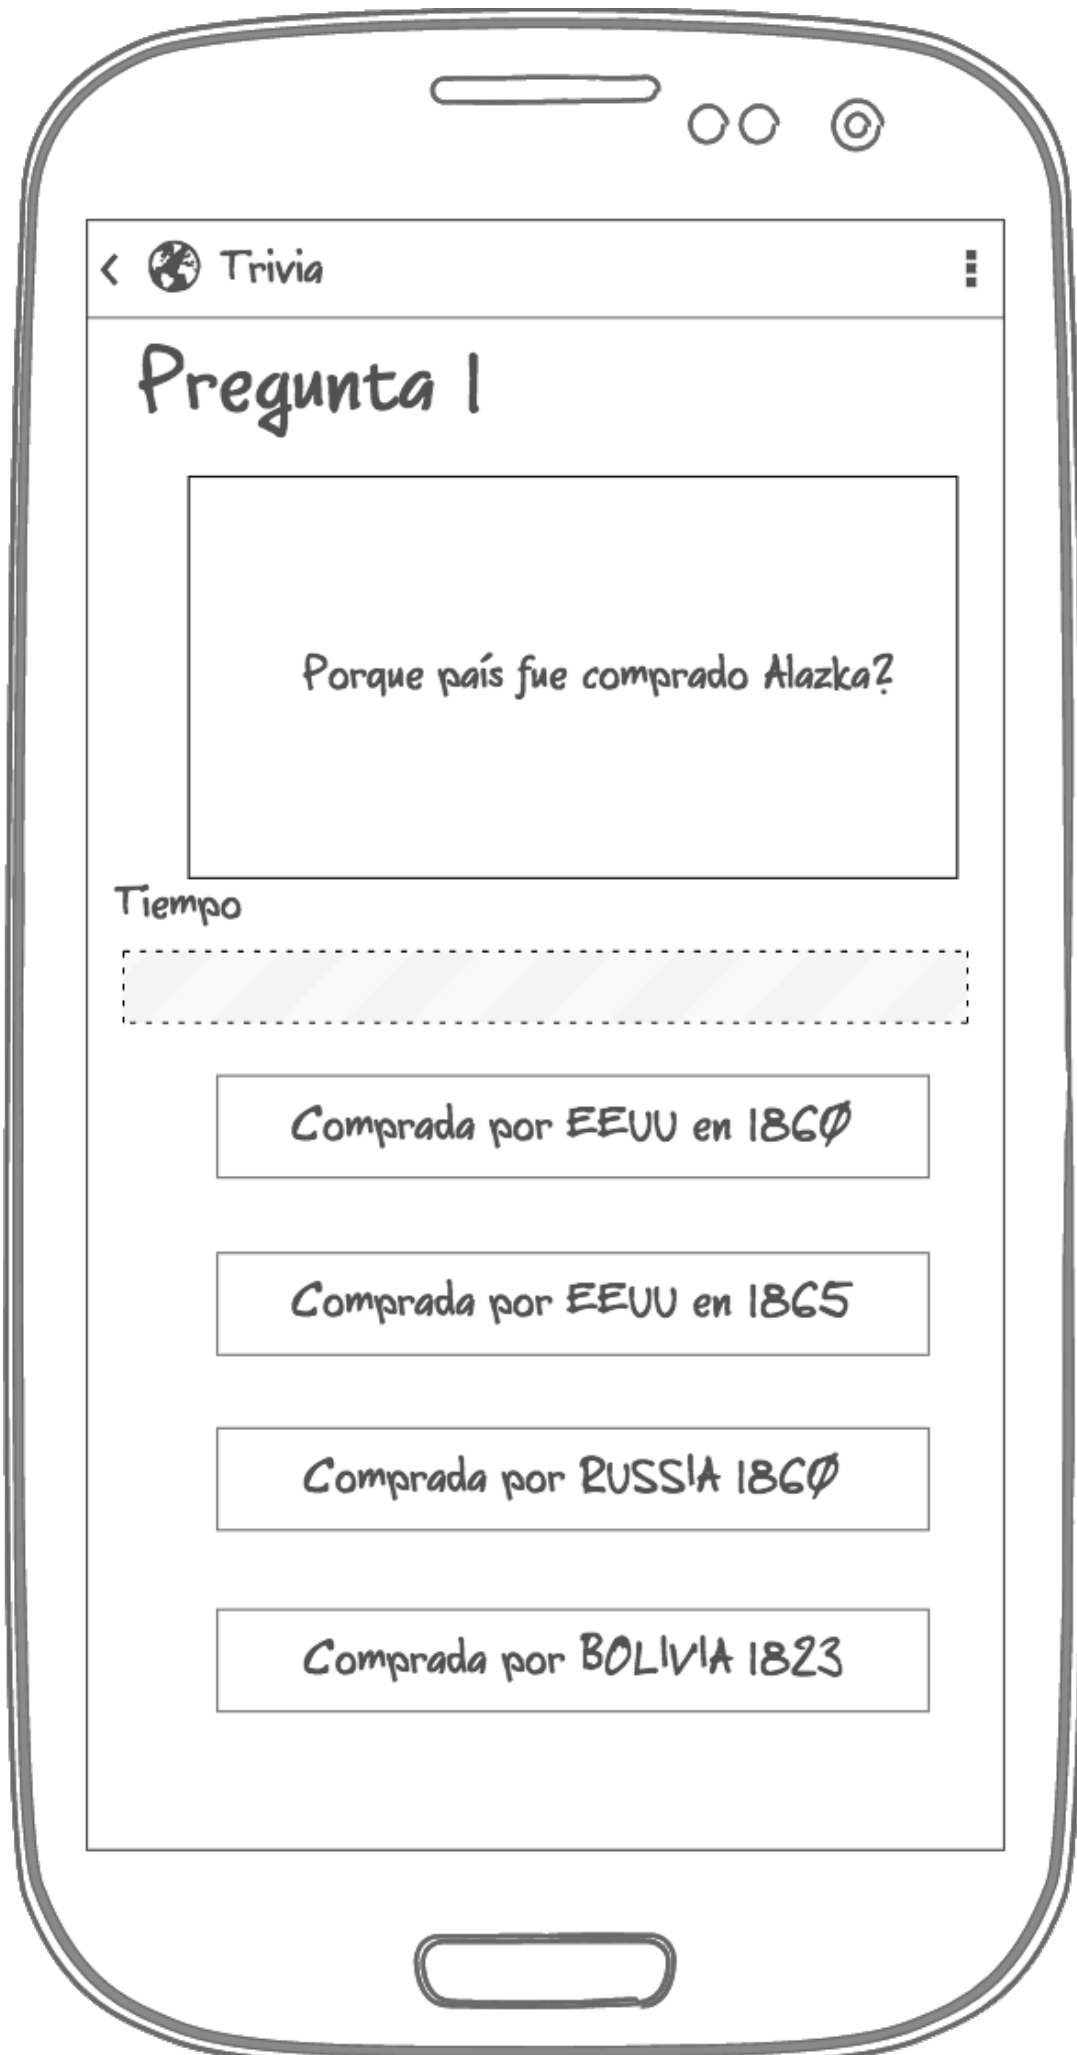 Trivia
Pregunta 1
Porque país fue comprado Alazka?
Tiempo
Comprada por EEUU en 1860
Comprada por EEUU en 1865
Comprada por RUSSIA 1860
Comprada por BOLIVIA 1823